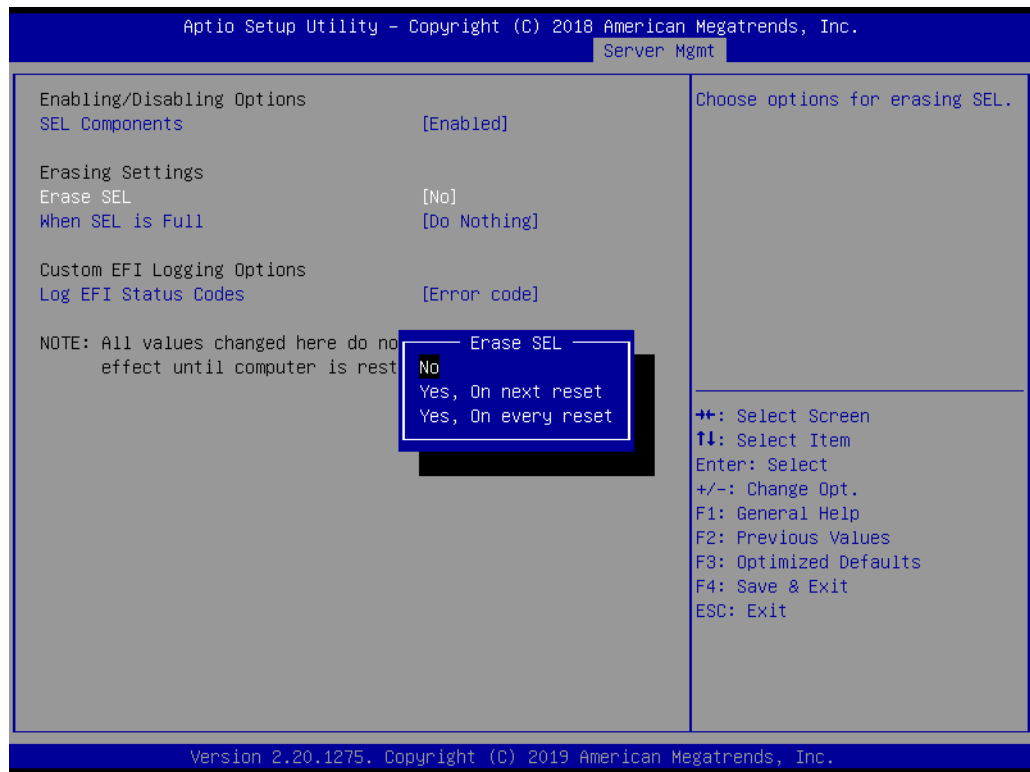 Aptio Setup Utility – Copyright (C) 2018 American Megatrends, Inc.
Server Mgmt
Enabling/Disabling Options
SEL Components [Enabled]
Erasing Settings
Erase SEL [No]
When SEL is Full [Do Nothing]
Custom EFI Logging Options
Log EFI Status Codes [Error code]
NOTE: All values changed here do no
effect until computer is rest
Erase SEL
No
Yes, On next reset
Yes, On every reset
Choose options for erasing SEL.
→←: Select Screen
↑↓: Select Item
Enter: Select
+/-: Change Opt.
F1: General Help
F2: Previous Values
F3: Optimized Defaults
F4: Save & Exit
ESC: Exit
Version 2.20.1275. Copyright (C) 2019 American Megatrends, Inc.